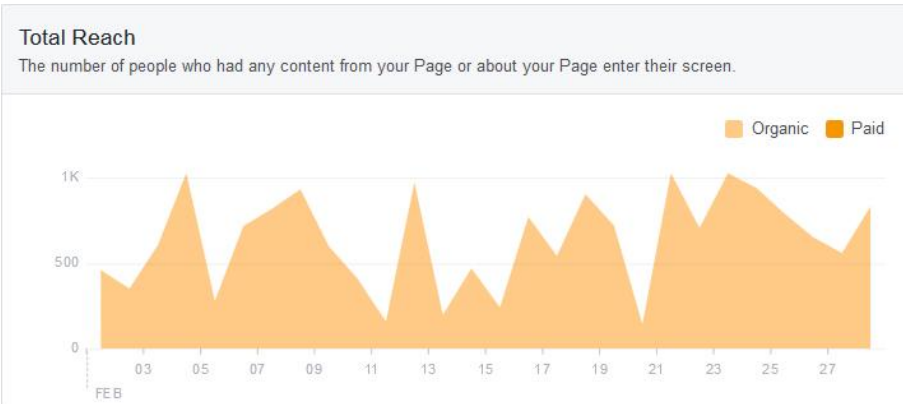 Total Reach
The number of people who had any content from your Page or about your Page enter their screen.
Organic Paid
1K
500
0
03 05 07 09 11 13 15 17 19 21 23 25 27
FEB